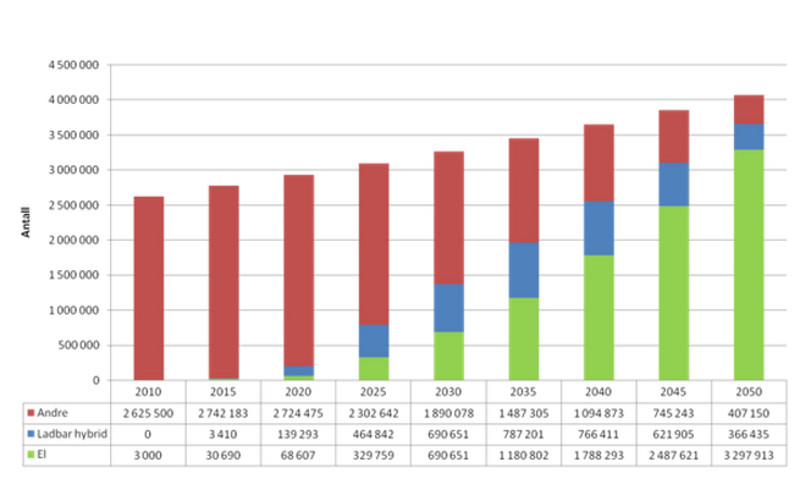 4 500 000
4 000 000
3 500 000
3 000 000
2 500 000
2 000 000
1 500 000
1 000 000
500 000
0
Antall
2010 2015 2020 2025 2030 2035 2040 2045 2050
Andre 2 625 500 2 742 183 2 724 475 2 302 642 1 890 078 1 487 305 1 094 873 745 243 407 150
Ladbar hybrid 0 3 410 139 293 464 842 690 651 787 201 766 411 621 905 366 435
El 3 000 30 690 68 607 329 759 690 651 1 180 802 1 788 293 2 487 621 3 297 913